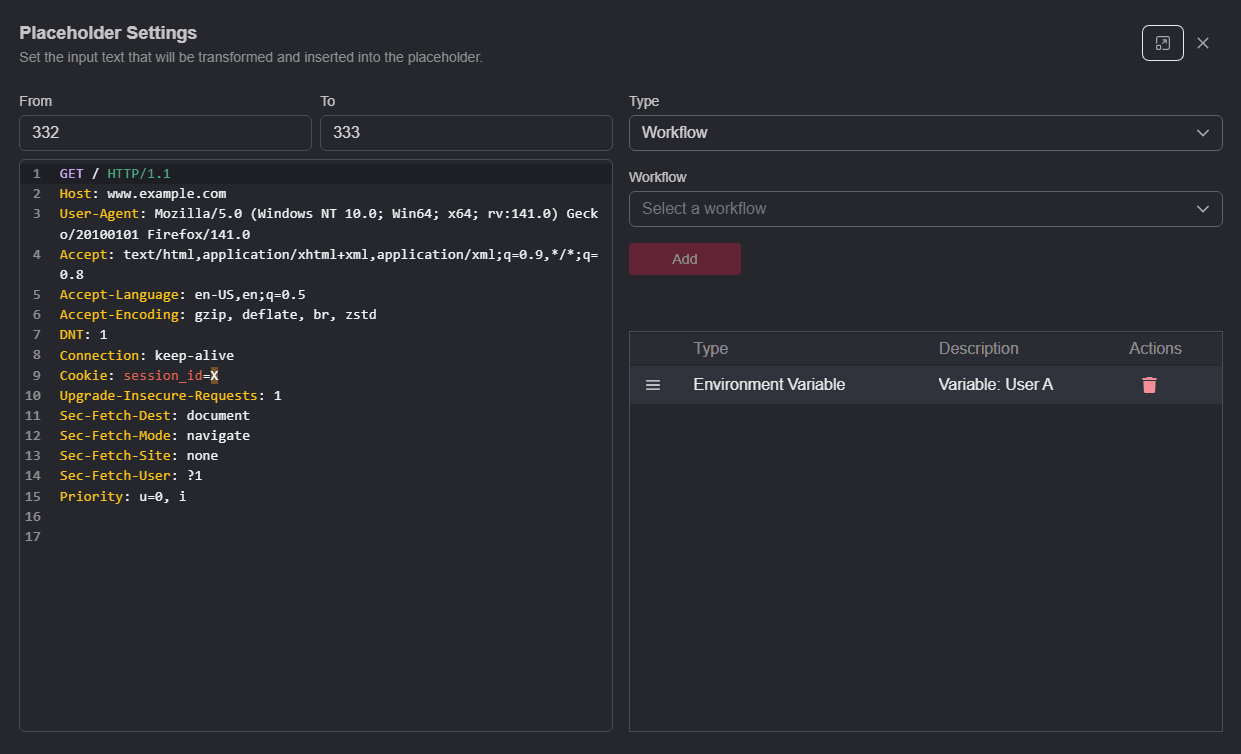 Placeholder Settings
Set the input text that will be transformed and inserted into the placeholder.
From
To
332
333
1 GET / HTTP/1.1
2 Host: www.example.com
3 User-Agent: Mozilla/5.0 (Windows NT 10.0; Win64; x64; rv:141.0) Geck
o/20100101 Firefox/141.0
4 Accept: text/html,application/xhtml+xml,application/xml;q=0.9,*/*;q=
0.8
5 Accept-Language: en-US,en;q=0.5
6 Accept-Encoding: gzip, deflate, br, zstd
7 DNT: 1
8 Connection: keep-alive
9 Cookie: session_id=X
10 Upgrade-Insecure-Requests: 1
11 Sec-Fetch-Dest: document
12 Sec-Fetch-Mode: navigate
13 Sec-Fetch-Site: none
14 Sec-Fetch-User: ?1
15 Priority: u=0, i
16
17
Type
Workflow
Workflow
Select a workflow
Add
Type Description Actions
Environment Variable Variable: User A